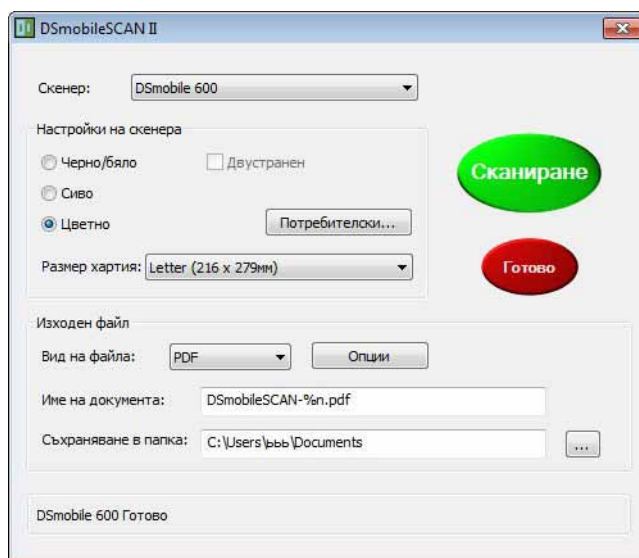 DSmobileSCAN II
Скенер: DSmobile 600
Настройки на скенера
Черно/бяло Двустранен
Сиво
Цветно Потребителски...
Размер хартия: Letter (216 x 279мм)
Сканиране
Готово
Изходен файл
Вид на файла: PDF Опции
Име на документа: DSmobileSCAN-%n.pdf
Съхраняване в папка: C:\Users\ььь\Documents ...
DSmobile 600 Готово